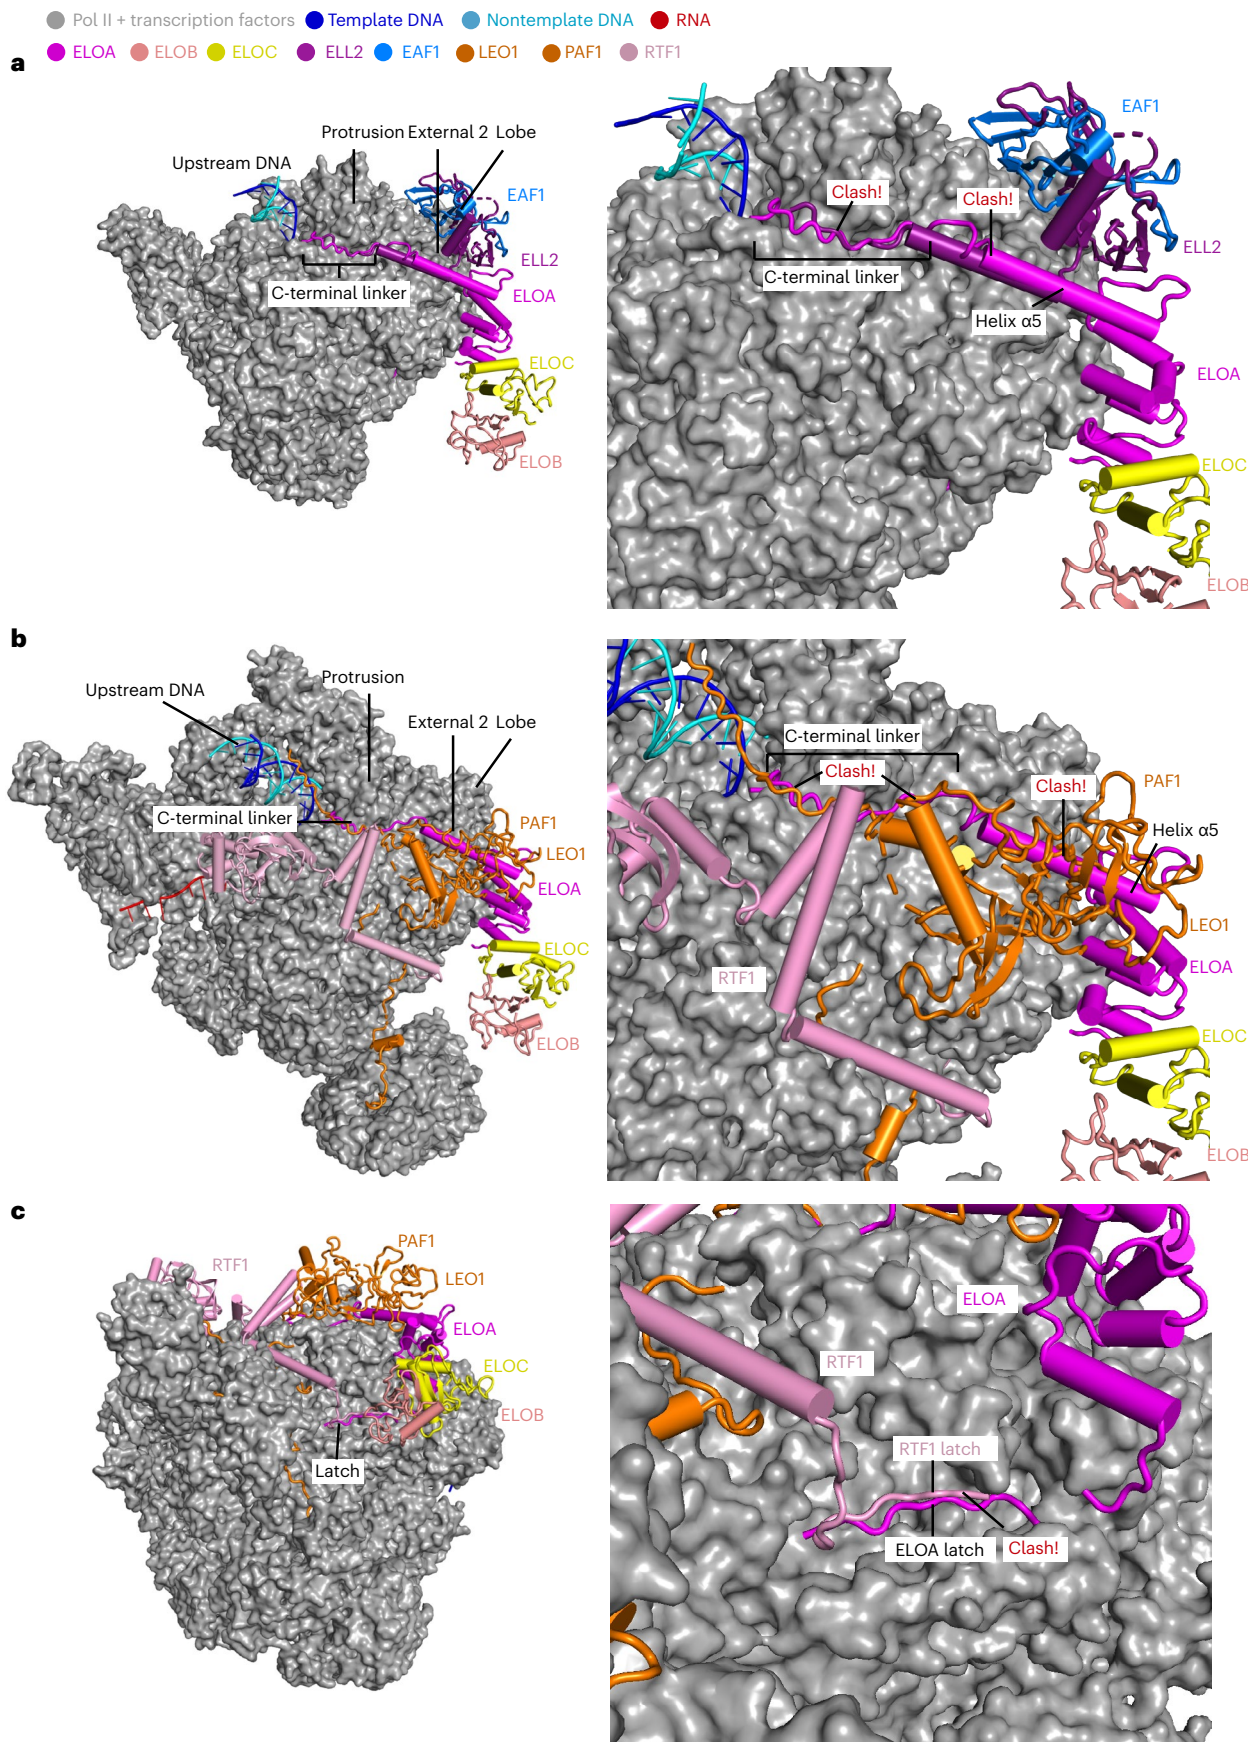 Pol II + transcription factors Template DNA Nontemplate DNA RNA
ELOA ELOB ELOC ELL2 EAF1 LEO1 PAF1 RTF1
a
Protrusion External 2 Lobe
Upstream DNA
EAF1
ELL2
C-terminal linker
ELOA
ELOC
ELOB
EAF1
Clash!
Clash!
ELL2
C-terminal linker
Helix α5
ELOA
ELOC
ELOB
b
Protrusion
Upstream DNA
External 2 Lobe
C-terminal linker
PAF1
LEO1
ELOA
ELOC
ELOB
C-terminal linker
Clash!
Clash!
PAF1
Helix α5
LEO1
RTF1
ELOA
ELOC
ELOB
c
PAF1
RTF1
LEO1
ELOA
ELOC
ELOB
Latch
ELOA
RTF1
RTF1 latch
ELOA latch
Clash!